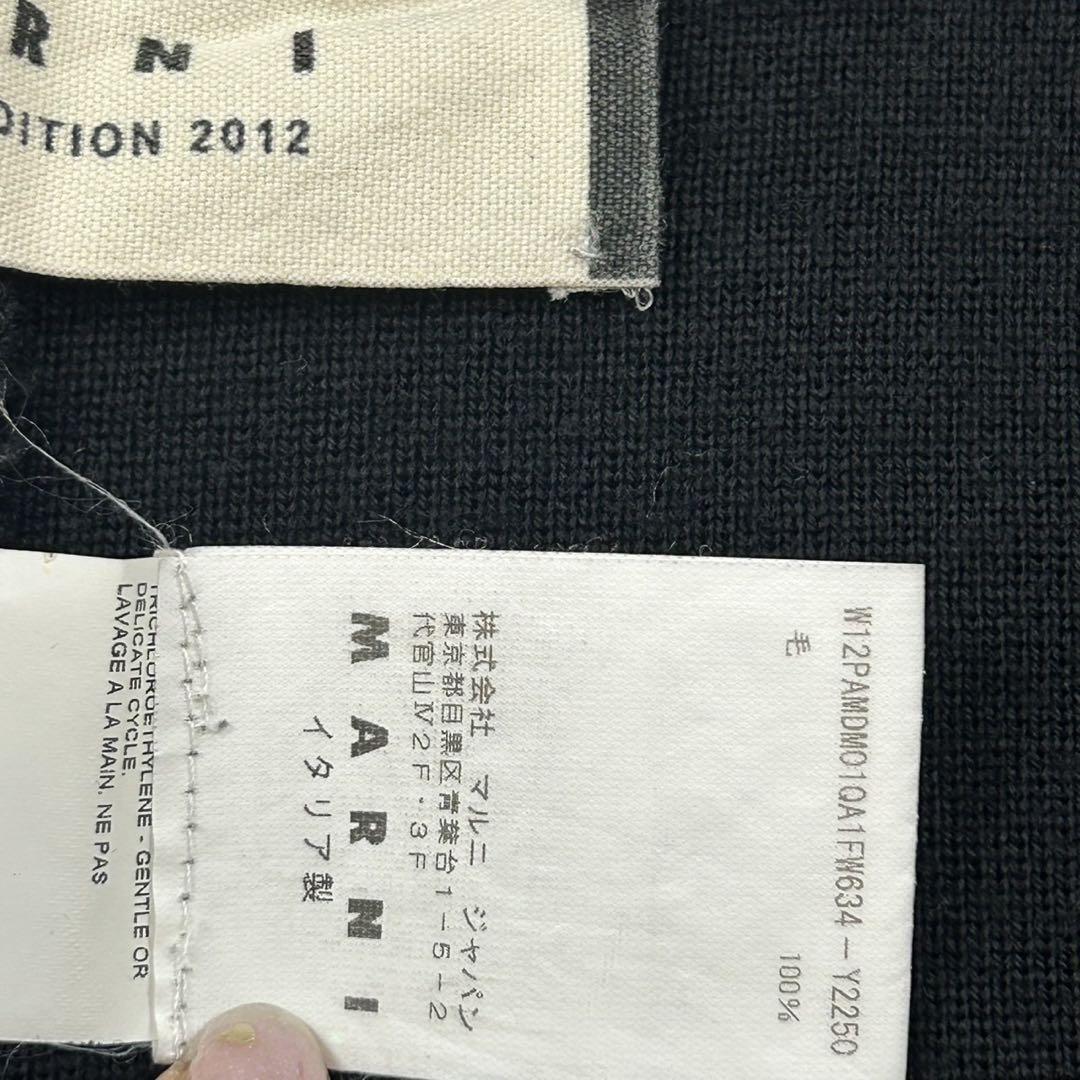 RNI
DITION 2012
W12PAMDM01QA1FW634－Y2250
毛 100%
株式会社 マルニ ジャパン
東京都目黒区青葉台1－5－2
代官山Ⅳ2F・3F
MARNI
イタリア製
TRICHLOROETHYLENE - GENTLE OR
DELICATE CYCLE.
LAVAGE A LA MAIN. NE PAS